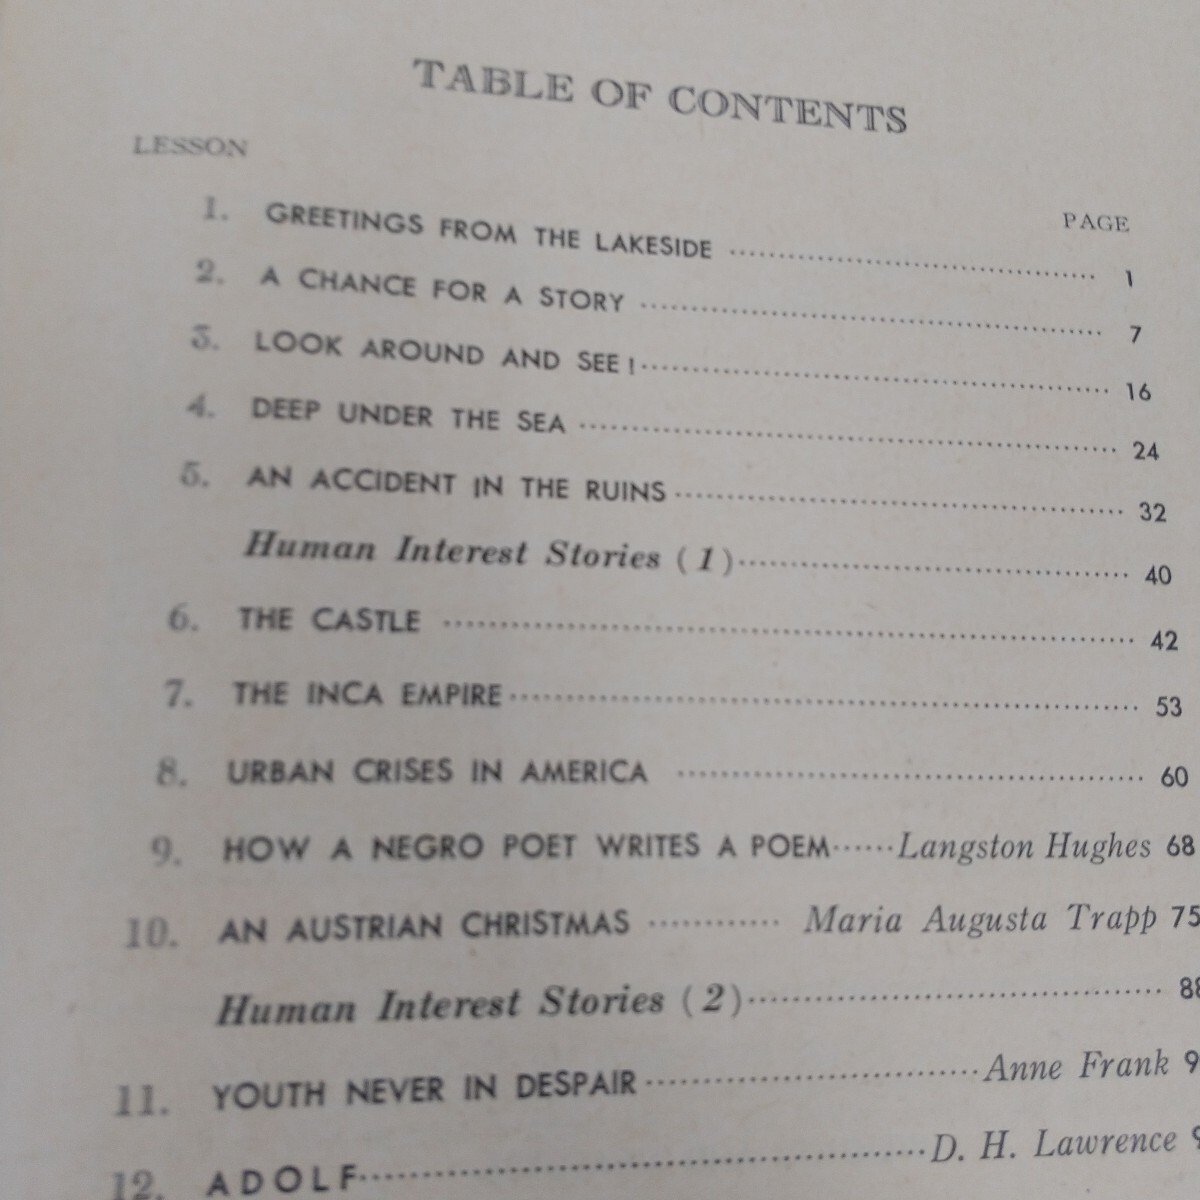 TABLE OF CONTENTS
LESSON
PAGE
1. GREETINGS FROM THE LAKESIDE ........ 1
2. A CHANCE FOR A STORY ........ 7
3. LOOK AROUND AND SEE! ........ 16
4. DEEP UNDER THE SEA ........ 24
5. AN ACCIDENT IN THE RUINS ........ 32
Human Interest Stories (1) ........ 40
6. THE CASTLE ........ 42
7. THE INCA EMPIRE ........ 53
8. URBAN CRISES IN AMERICA ........ 60
9. HOW A NEGRO POET WRITES A POEM ...... Langston Hughes 68
10. AN AUSTRIAN CHRISTMAS ........ Maria Augusta Trapp 75
Human Interest Stories (2) ........ 88
11. YOUTH NEVER IN DESPAIR ........ Anne Frank
12. ADOLF ........ D. H. Lawrence